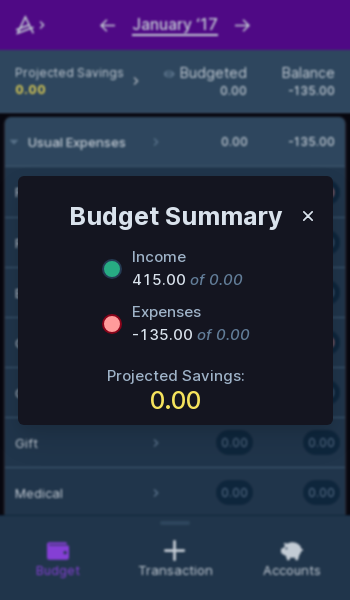 January '17
Projected Savings
0.00
Budgeted
0.00
Balance
-135.00
Usual Expenses
0.00
-135.00
Budget Summary
Income
415.00 of 0.00
Expenses
-135.00 of 0.00
Projected Savings:
0.00
Gift
0.00
0.00
Medical
0.00
0.00
Budget
Transaction
Accounts